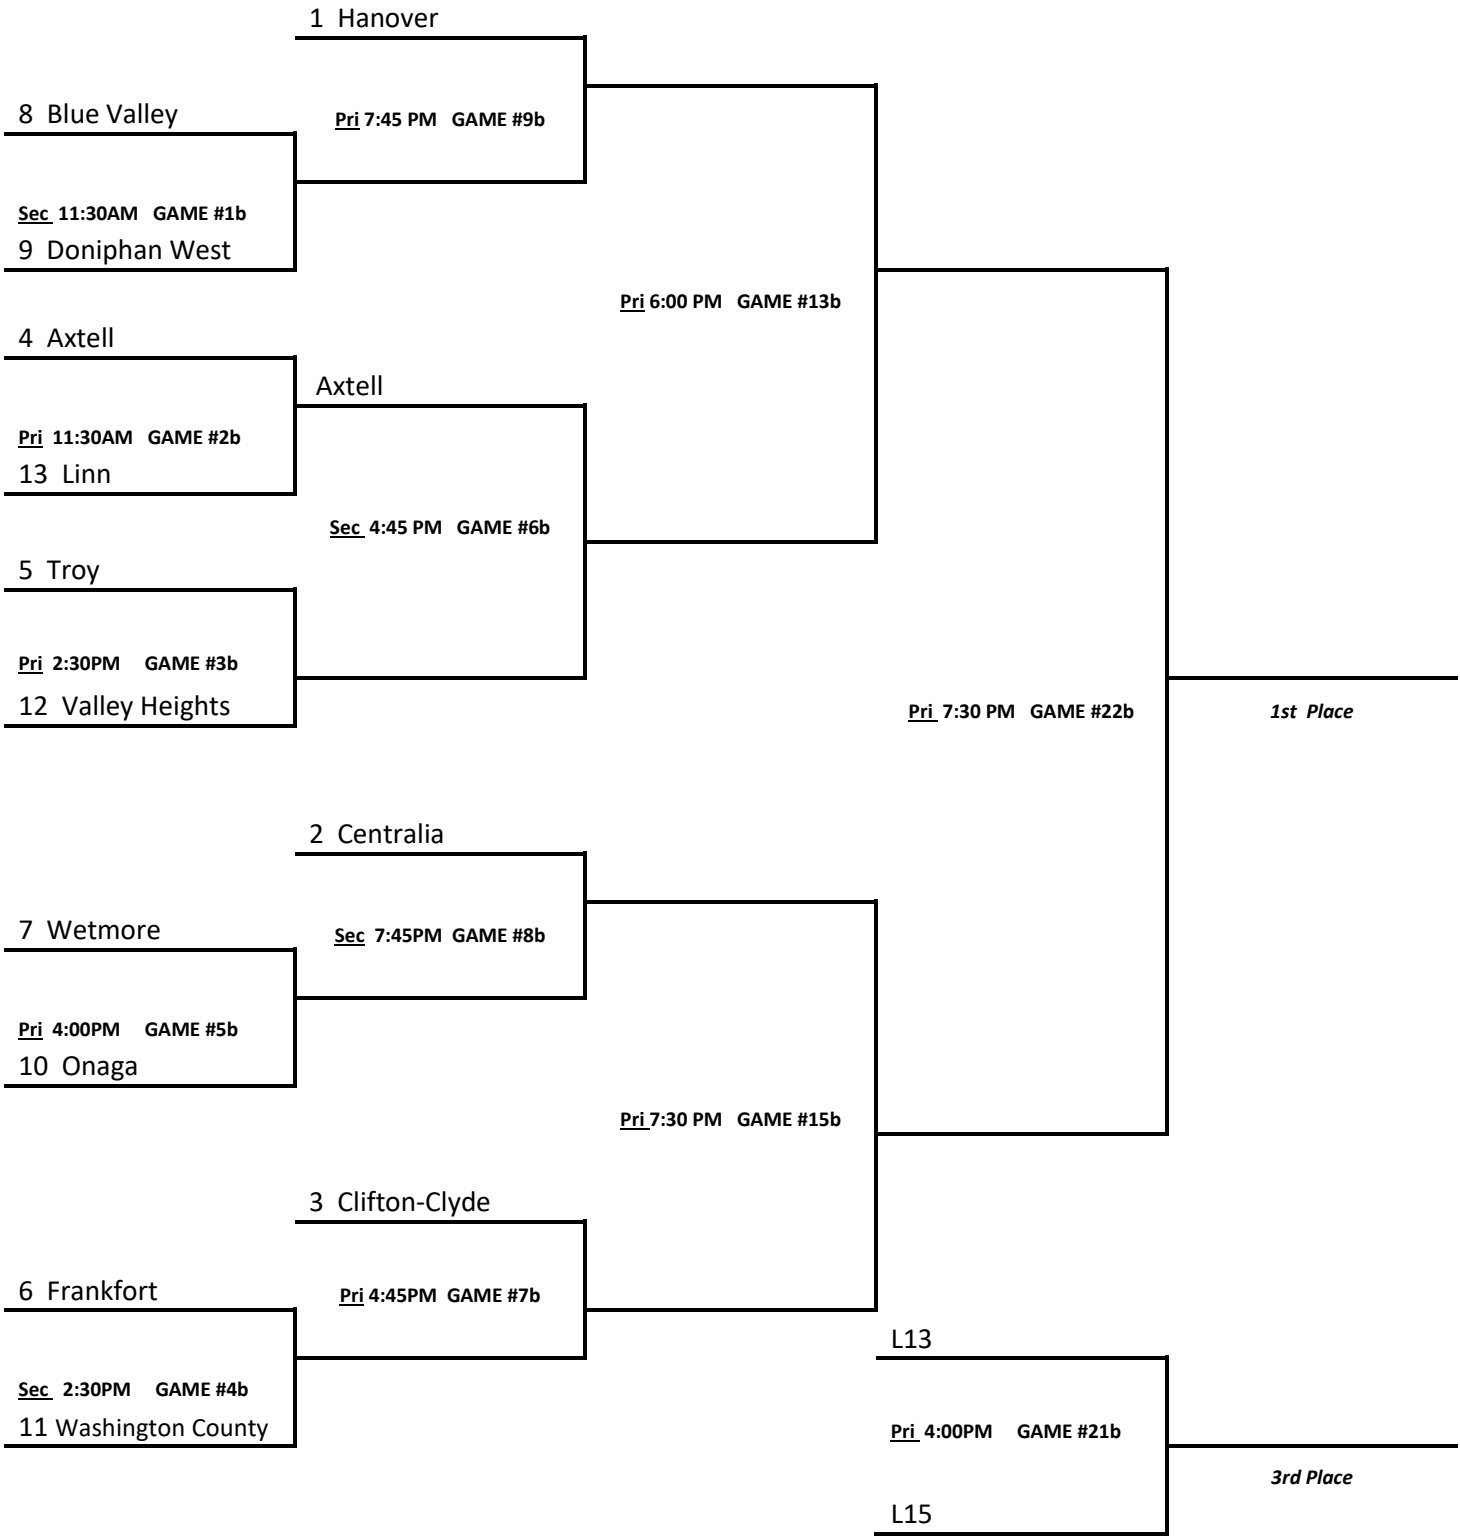 1 Hanover
8 Blue Valley
Pri 7:45 PM GAME #9b
Sec 11:30AM GAME #1b
9 Doniphan West
Pri 6:00 PM GAME #13b
4 Axtell
Axtell
Pri 11:30AM GAME #2b
13 Linn
Sec 4:45 PM GAME #6b
5 Troy
Pri 2:30PM GAME #3b
12 Valley Heights
Pri 7:30 PM GAME #22b
1st Place
2 Centralia
7 Wetmore
Sec 7:45PM GAME #8b
Pri 4:00PM GAME #5b
10 Onaga
Pri 7:30 PM GAME #15b
3 Clifton-Clyde
6 Frankfort
Pri 4:45PM GAME #7b
L13
Sec 2:30PM GAME #4b
11 Washington County
Pri 4:00PM GAME #21b
3rd Place
L15